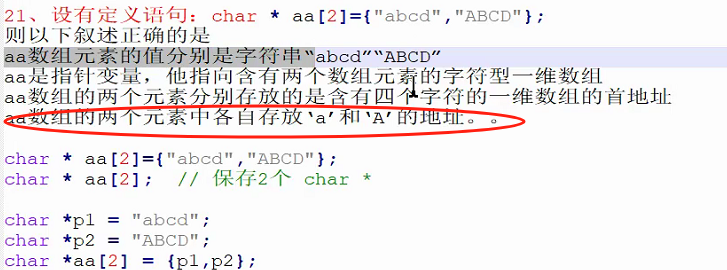 21、设有定义语句：char * aa[2]={"abcd","ABCD"};
则以下叙述正确的是
aa数组元素的值分别是字符串“abcd”“ABCD”
aa是指针变量，他指向含有两个数组元素的字符型一维数组
aa数组的两个元素分别存放的是含有四个字符的一维数组的首地址
aa数组的两个元素中各自存放‘a’和‘A’的地址。。
char * aa[2]={"abcd","ABCD"};
char * aa[2];  // 保存2个 char *
char *p1 = "abcd";
char *p2 = "ABCD";
char *aa[2] = {p1,p2};